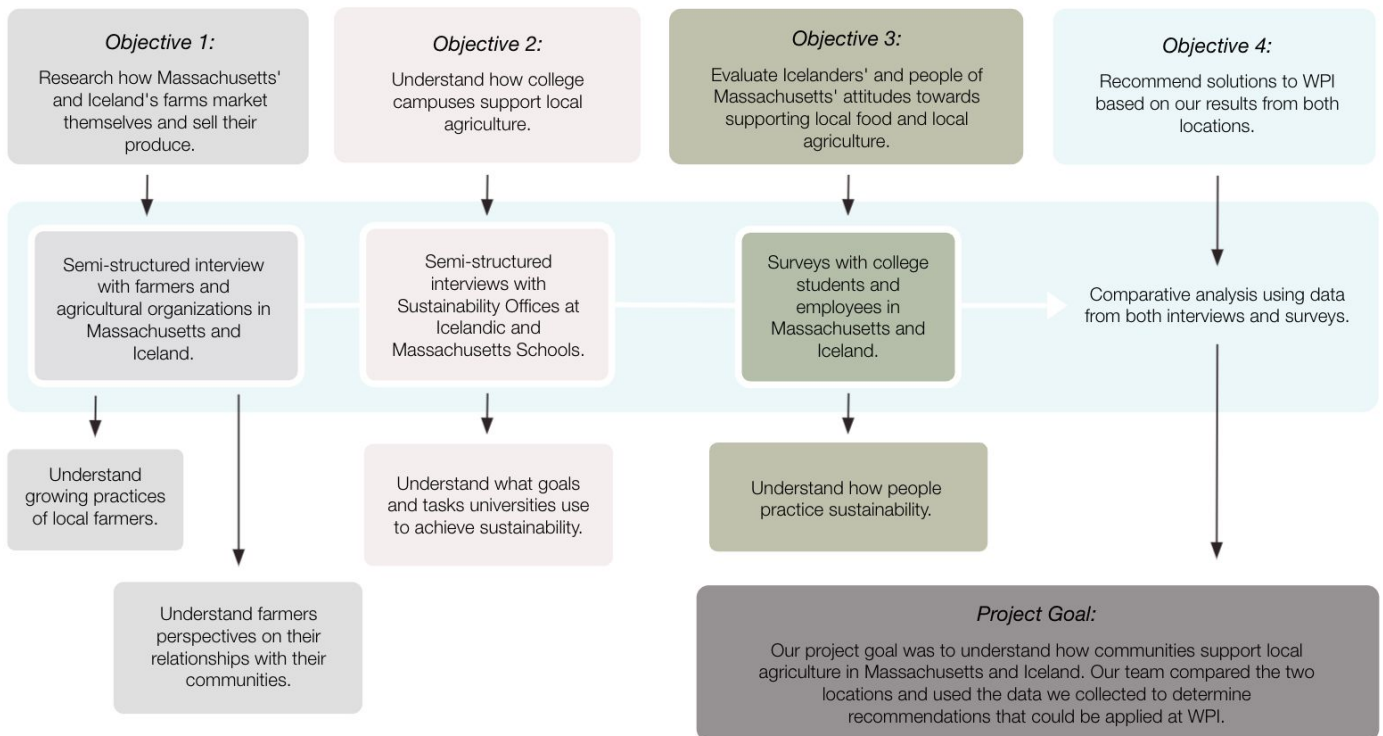 Objective 1:
Research how Massachusetts'
and Iceland's farms market
themselves and sell their
produce.
Objective 2:
Understand how college
campuses support local
agriculture.
Objective 3:
Evaluate Icelanders' and people of
Massachusetts' attitudes towards
supporting local food and local
agriculture.
Objective 4:
Recommend solutions to WPI
based on our results from both
locations.
Semi-structured interview
with farmers and
agricultural organizations in
Massachusetts and
Iceland.
Semi-structured
interviews with
Sustainability Offices at
Icelandic and
Massachusetts Schools.
Surveys with college
students and
employees in
Massachusetts and
Iceland.
Comparative analysis using data
from both interviews and surveys.
Understand
growing practices
of local farmers.
Understand what goals
and tasks universities use
to achieve sustainability.
Understand how people
practice sustainability.
Understand farmers
perspectives on their
relationships with their
communities.
Project Goal:
Our project goal was to understand how communities support local
agriculture in Massachusetts and Iceland. Our team compared the two
locations and used the data we collected to determine
recommendations that could be applied at WPI.